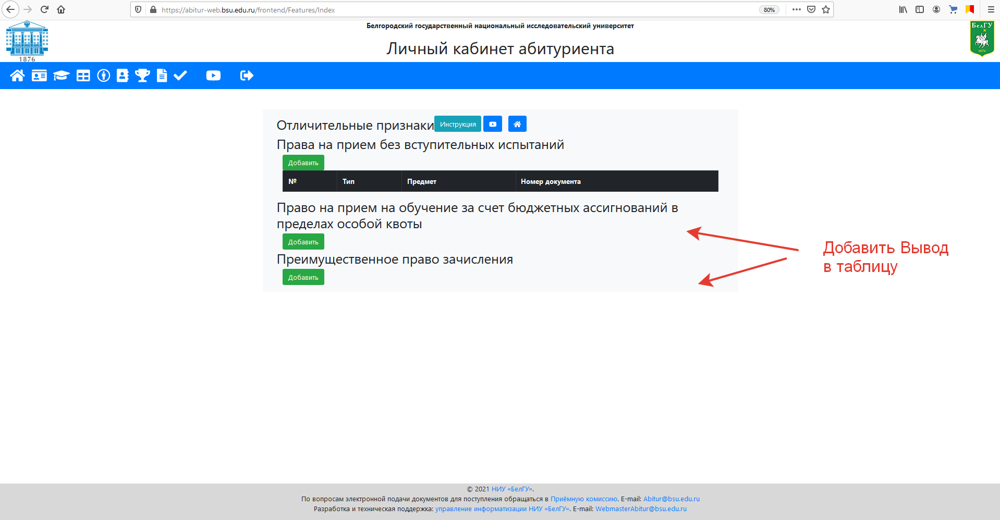 https://abitur-web.bsu.edu.ru/frontend/Features/Index
80%
Белгородский государственный национальный исследовательский университет
БелГУ
Личный кабинет абитуриента
1876
1876
Отличительные признаки Инструкция
Права на прием без вступительных испытаний
Добавить
№ Тип Предмет Номер документа
Право на прием на обучение за счет бюджетных ассигнований в
пределах особой квоты
Добавить
Преимущественное право зачисления
Добавить
Добавить Вывод
в таблицу
© 2021 НИУ «БелГУ».
По вопросам электронной подачи документов для поступления обращаться в Приёмную комиссию. E-mail: Abitur@bsu.edu.ru
Разработка и техническая поддержка: управление информатизации НИУ «БелГУ». E-mail: WebmasterAbitur@bsu.edu.ru